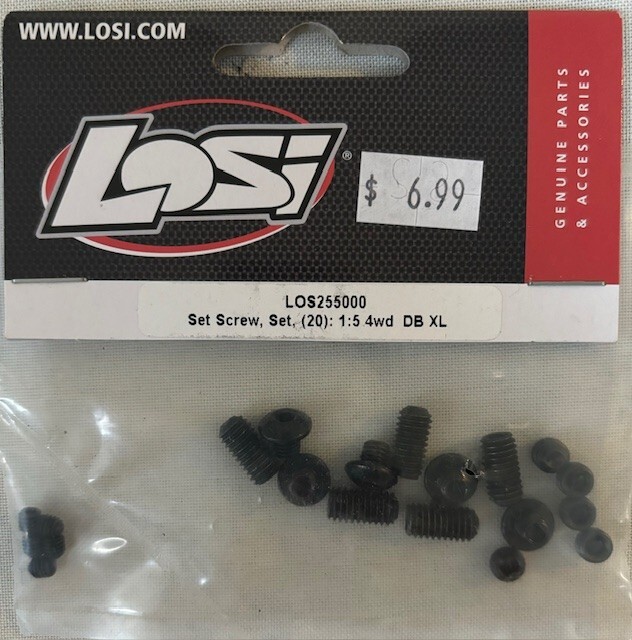 WWW.LOSI.COM
LOSi
®
$ 6.99
GENUINE PARTS
& ACCESSORIES
LOS255000
Set Screw, Set, (20): 1:5 4wd DB XL